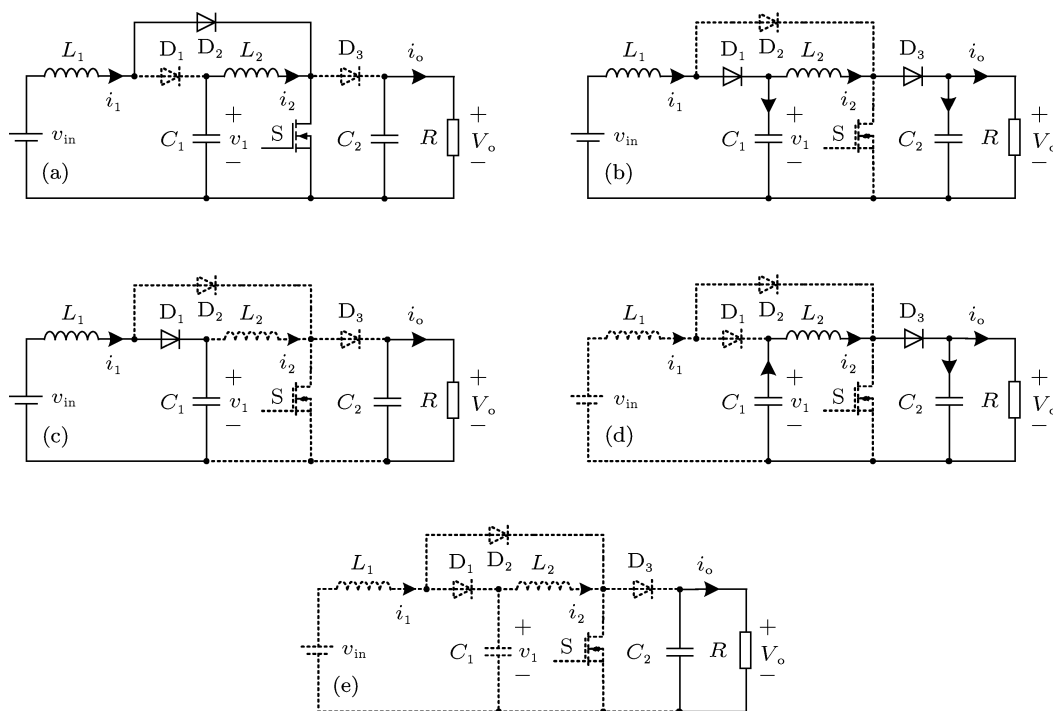 D₂
L₁ D₁ L₂ D₃ iₒ
i₁ i₂
vᵢₙ C₁ + v₁ − S C₂ R + Vₒ −
(a)
D₂
L₁ D₁ L₂ D₃ iₒ
i₁ i₂
vᵢₙ C₁ + v₁ − S C₂ R + Vₒ −
(b)
D₂
L₁ D₁ L₂ D₃ iₒ
i₁ i₂
vᵢₙ C₁ + v₁ − S C₂ R + Vₒ −
(c)
D₂
L₁ D₁ L₂ D₃ iₒ
i₁ i₂
vᵢₙ C₁ + v₁ − S C₂ R + Vₒ −
(d)
D₂
L₁ D₁ L₂ D₃ iₒ
i₁ i₂
vᵢₙ C₁ + v₁ − S C₂ R + Vₒ −
(e)